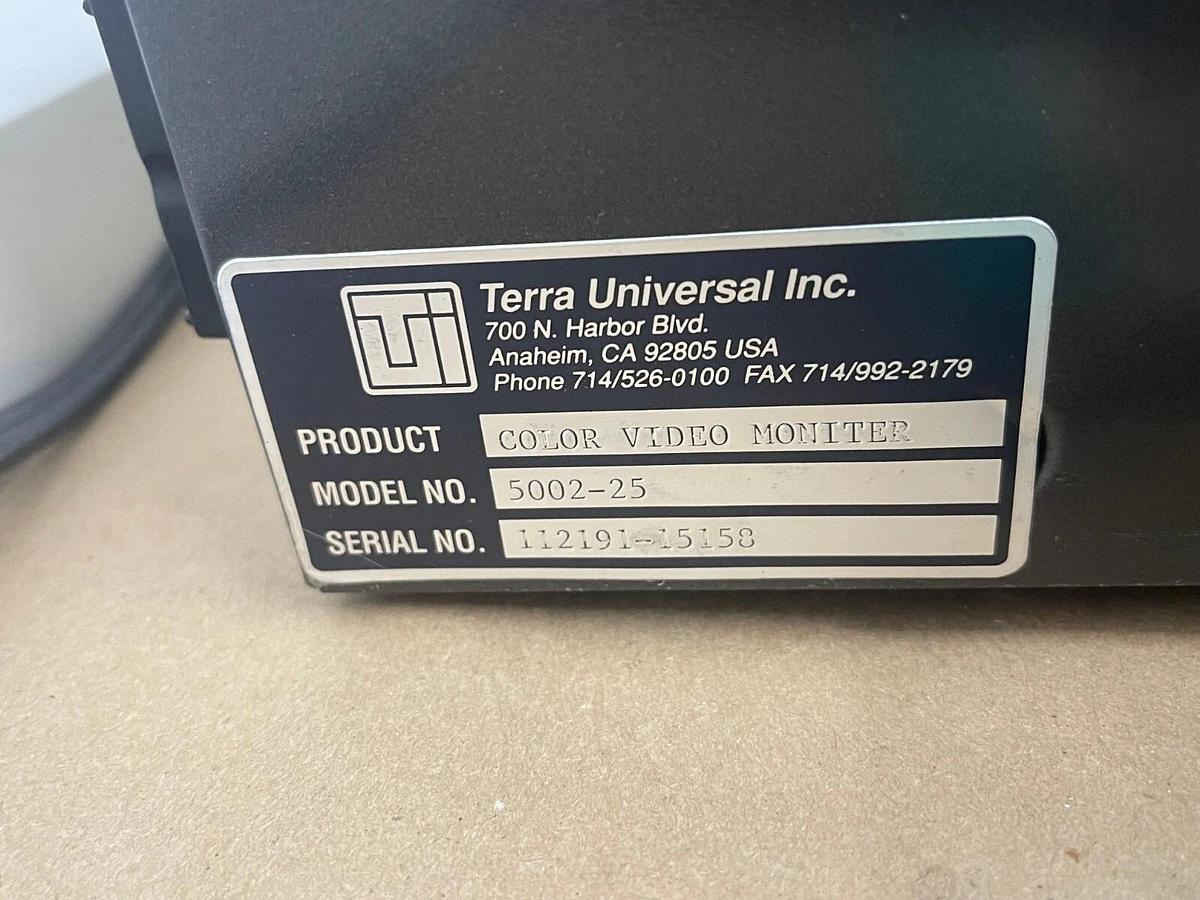 Terra Universal Inc.
700 N. Harbor Blvd.
Anaheim, CA 92805 USA
Phone 714/526-0100 FAX 714/992-2179
PRODUCT COLOR VIDEO MONITER
MODEL NO. 5002-25
SERIAL NO. 112191-15158